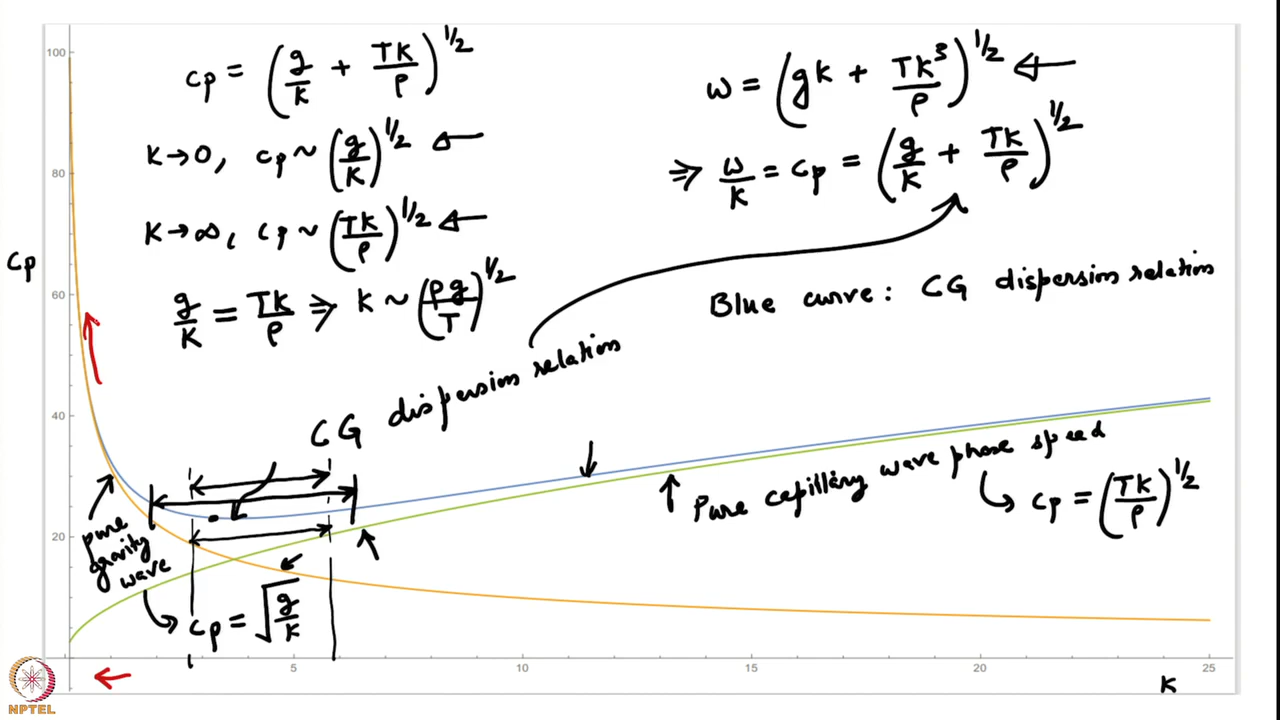 cp = (g/k + Tk/ρ)^1/2
k→0, cp ~ (g/k)^1/2
k→∞, cp ~ (Tk/ρ)^1/2
g/k = Tk/ρ ⇒ k ~ (ρg/T)^1/2
ω = (gk + Tk³/ρ)^1/2
⇒ ω/k = cp = (g/k + Tk/ρ)^1/2
Blue curve: CG dispersion relation
CG dispersion relation
Pure capillary wave phase speed
cp = (Tk/ρ)^1/2
pure
gravity
wave
cp = √g/k
cp
100
80
60
40
20
5
10
15
20
25
k
NPTEL